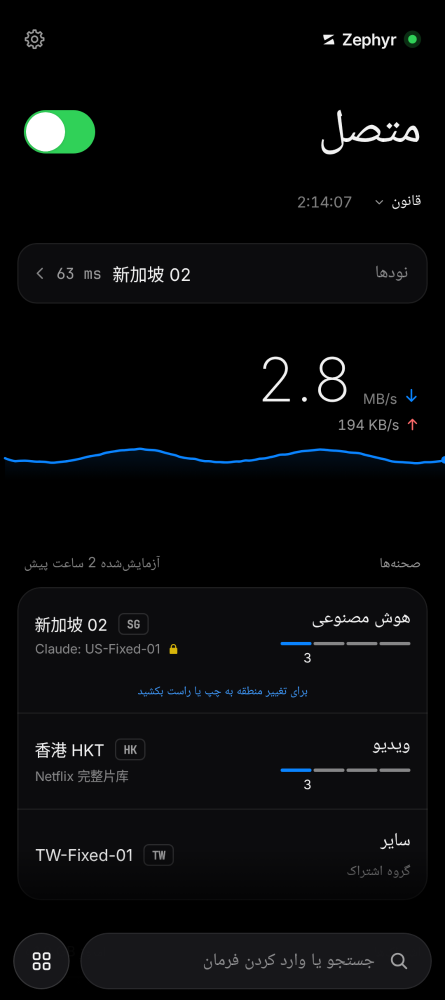 Zephyr
متصل
قانون 2:14:07
نودها 新加坡 02 63 ms
2.8 MB/s
194 KB/s
صحنه‌ها آزمایش‌شده 2 ساعت پیش
هوش مصنوعی 新加坡 02 SG
Claude: US-Fixed-01
3
برای تغییر منطقه به چپ یا راست بکشید
ویدیو 香港 HKT HK
Netflix 完整片库
3
سایر TW-Fixed-01 TW
گروه اشتراک
جستجو یا وارد کردن فرمان